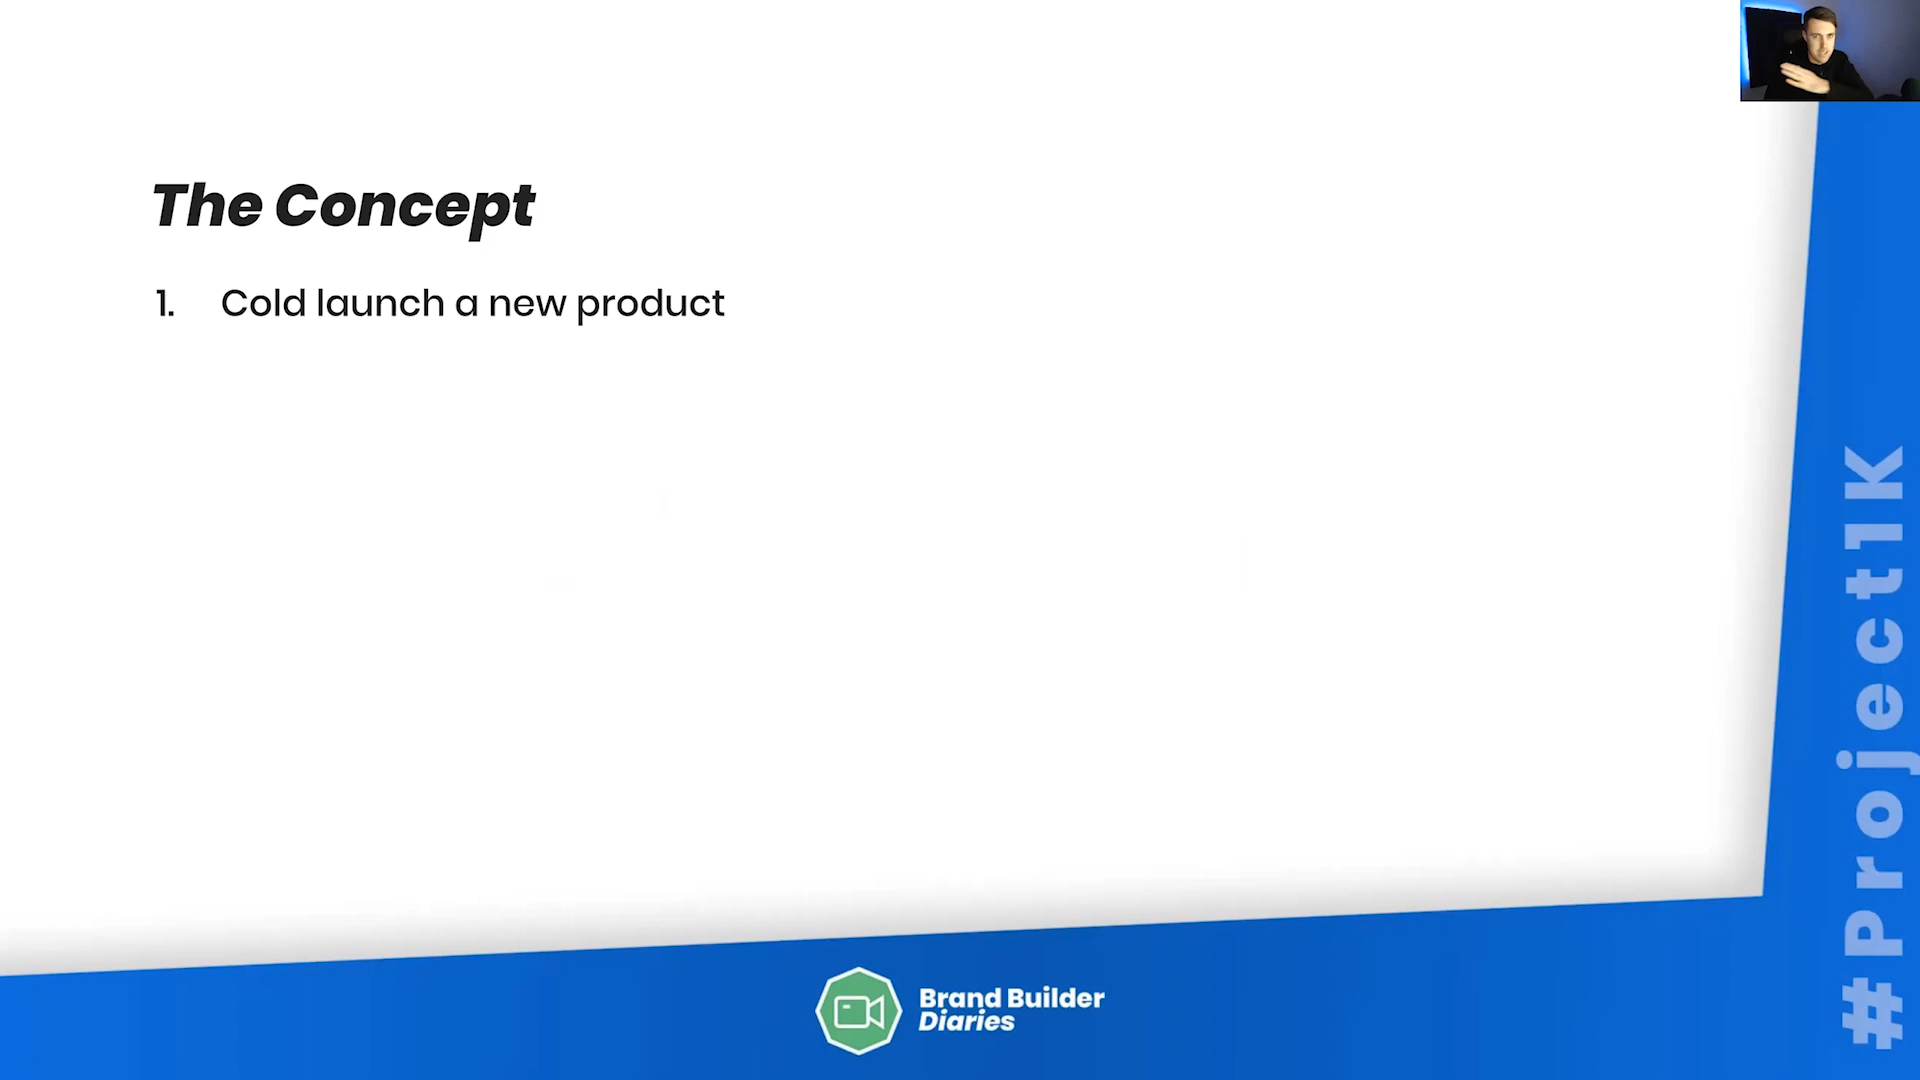 The Concept
1. Cold launch a new product
#Project1K
Brand Builder
Diaries